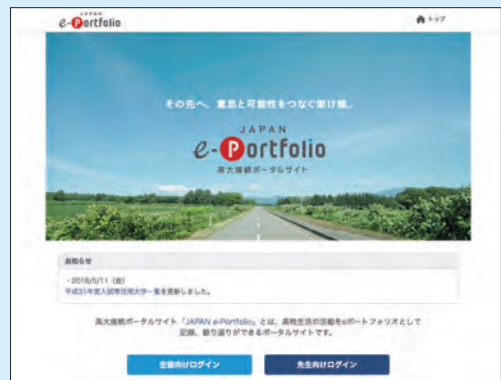 JAPAN
e-Portfolio
トップ
その先へ、意思と可能性をつなぐ架け橋。
JAPAN
e-Portfolio
高大接続ポータルサイト
お知らせ
・2018/5/11（金）
平成31年度入試等活用大学一覧を更新しました。
高大接続ポータルサイト「JAPAN e-Portfolio」とは、高校生活の活動をeポートフォリオとして
記録、振り返りができるポータルサイトです。
生徒向けログイン
先生向けログイン